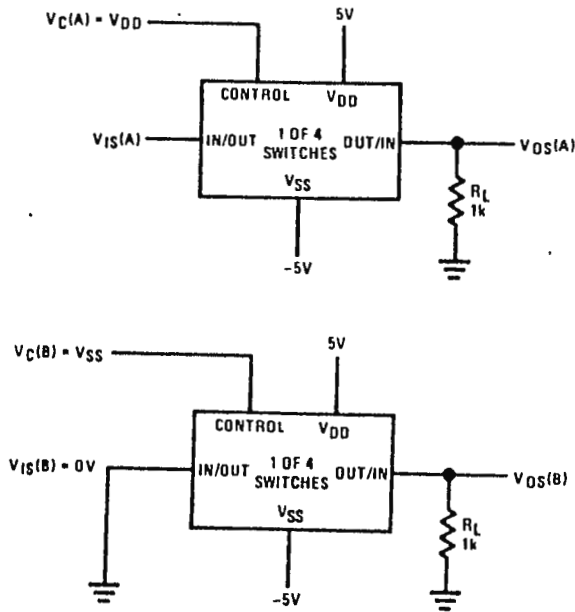 VC(A) = VDD
5V
CONTROL VDD
VIS(A) IN/OUT 1 OF 4 SWITCHES OUT/IN VOS(A)
VSS
RL
1k
-5V
VC(B) = VSS
5V
CONTROL VDD
VIS(B) = 0V IN/OUT 1 OF 4 SWITCHES OUT/IN VOS(B)
VSS
RL
1k
-5V